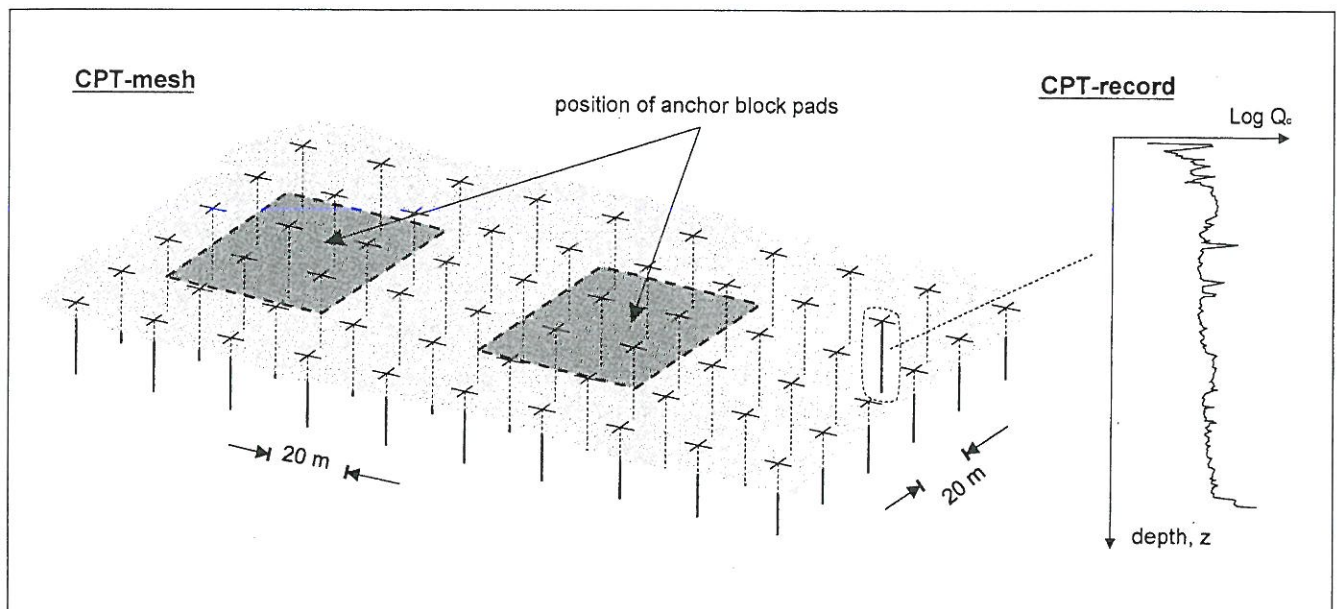 CPT-mesh
position of anchor block pads
CPT-record
Log Qc
20 m
20 m
depth, z